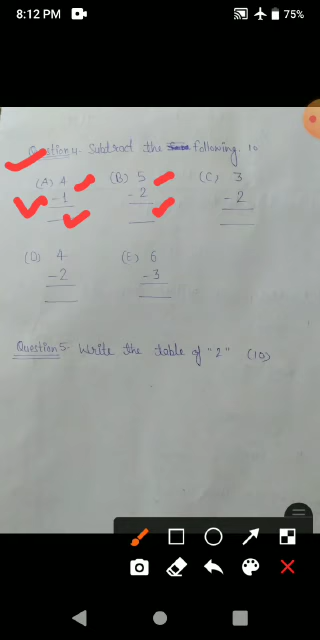 8:12 PM 75%
Question 4- Subtract the following. 10
(A) 4 (B) 5 (C) 3
-1 -2 -2
(D) 4 (E) 6
-2 -3
Question 5- Write the table of "2" (10)